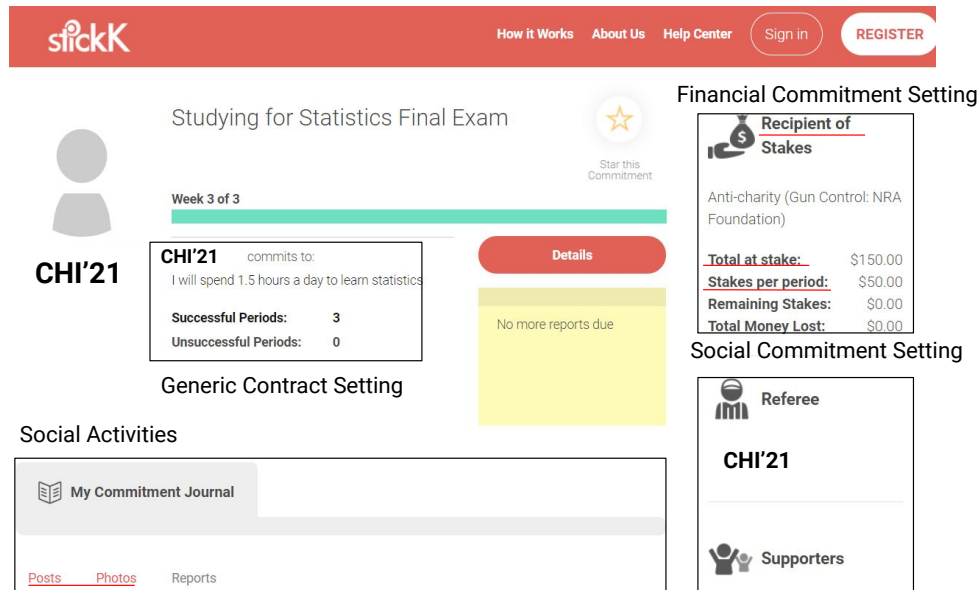 stickK
How it Works About Us Help Center Sign in REGISTER
Studying for Statistics Final Exam
Star this
Commitment
Week 3 of 3
CHI'21
CHI'21 commits to:
I will spend 1.5 hours a day to learn statistics
Successful Periods: 3
Unsuccessful Periods: 0
Generic Contract Setting
Details
No more reports due
Financial Commitment Setting
Recipient of
Stakes
Anti-charity (Gun Control: NRA
Foundation)
Total at stake: $150.00
Stakes per period: $50.00
Remaining Stakes: $0.00
Total Money Lost: $0.00
Social Commitment Setting
Referee
CHI'21
Supporters
Social Activities
My Commitment Journal
Posts Photos Reports